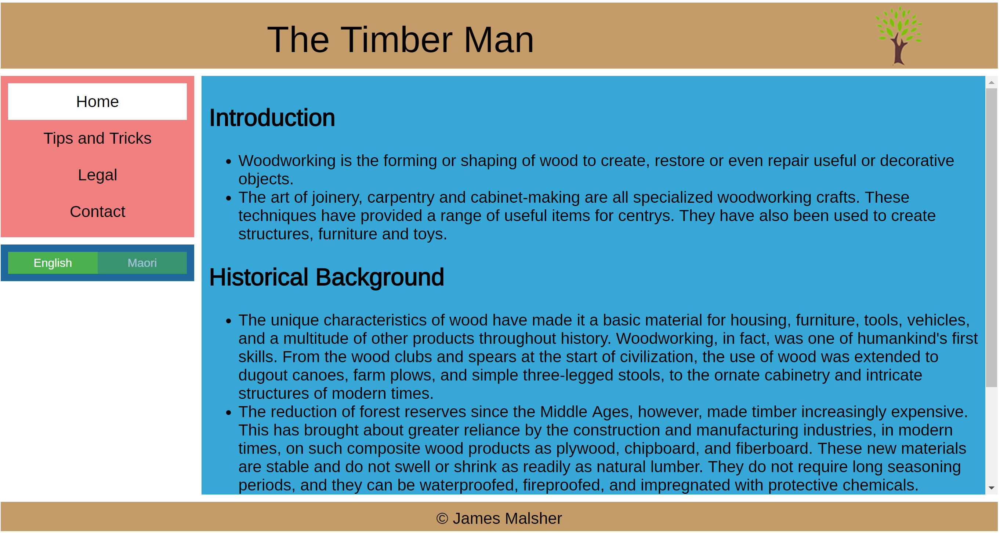 The Timber Man
Home
Tips and Tricks
Legal
Contact
English
Maori
Introduction
• Woodworking is the forming or shaping of wood to create, restore or even repair useful or decorative
objects.
• The art of joinery, carpentry and cabinet-making are all specialized woodworking crafts. These
techniques have provided a range of useful items for centrys. They have also been used to create
structures, furniture and toys.
Historical Background
• The unique characteristics of wood have made it a basic material for housing, furniture, tools, vehicles,
and a multitude of other products throughout history. Woodworking, in fact, was one of humankind's first
skills. From the wood clubs and spears at the start of civilization, the use of wood was extended to
dugout canoes, farm plows, and simple three-legged stools, to the ornate cabinetry and intricate
structures of modern times.
• The reduction of forest reserves since the Middle Ages, however, made timber increasingly expensive.
This has brought about greater reliance by the construction and manufacturing industries, in modern
times, on such composite wood products as plywood, chipboard, and fiberboard. These new materials
are stable and do not swell or shrink as readily as natural lumber. They do not require long seasoning
periods, and they can be waterproofed, fireproofed, and impregnated with protective chemicals.
© James Malsher